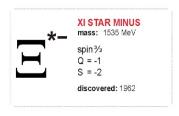 XI STAR MINUS
mass: 1535 MeV
Ξ*−
spin 3/2
Q = -1
S = -2
discovered: 1962